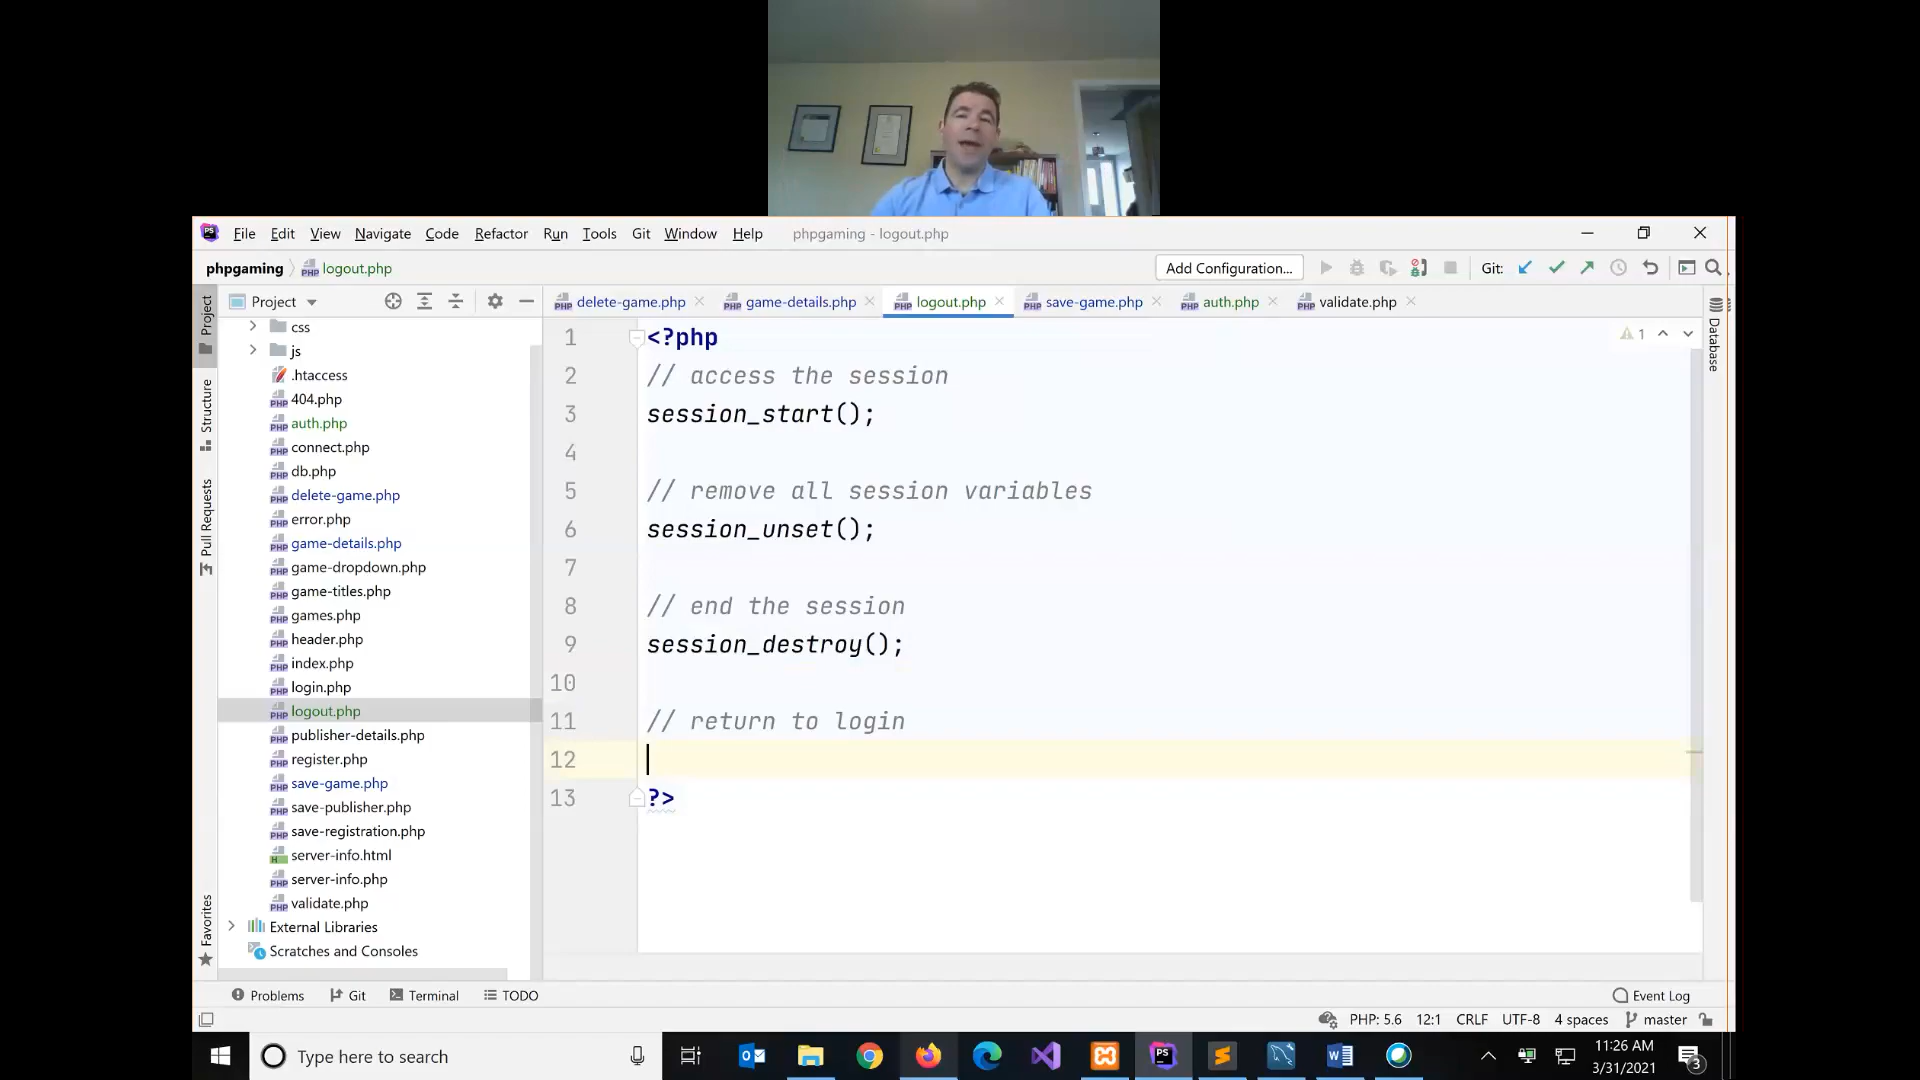 File Edit View Navigate Code Refactor Run Tools Git Window Help phpgaming - logout.php
phpgaming logout.php Add Configuration... Git:
Project delete-game.php game-details.php logout.php save-game.php auth.php validate.php
Project
Structure
Pull Requests
Favorites
css
js
.htaccess
404.php
auth.php
connect.php
db.php
delete-game.php
error.php
game-details.php
game-dropdown.php
game-titles.php
games.php
header.php
index.php
login.php
logout.php
publisher-details.php
register.php
save-game.php
save-publisher.php
save-registration.php
server-info.html
server-info.php
validate.php
External Libraries
Scratches and Consoles
1 <?php
2 // access the session
3 session_start();
4
5 // remove all session variables
6 session_unset();
7
8 // end the session
9 session_destroy();
10
11 // return to login
12
13 ?>
1
Database
Problems Git Terminal TODO Event Log
PHP: 5.6 12:1 CRLF UTF-8 4 spaces master
Type here to search
11:26 AM
3/31/2021
3